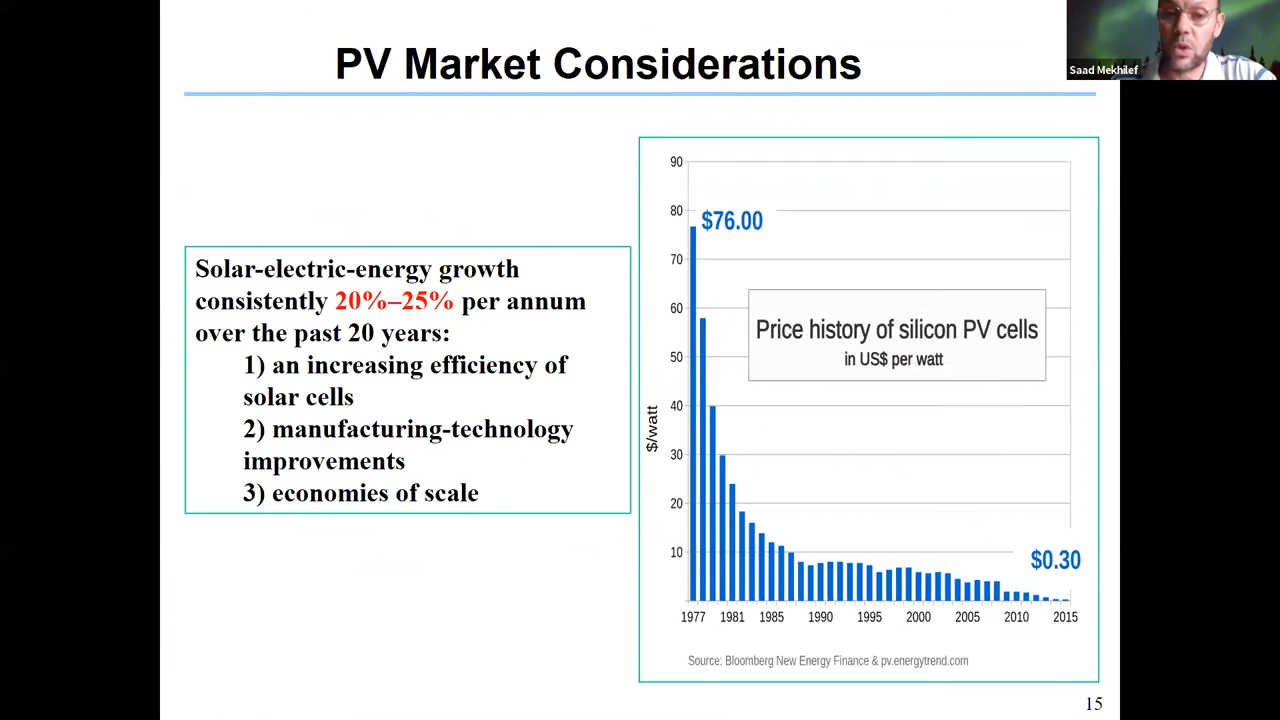 PV Market Considerations
Saad Mekhilef
Solar-electric-energy growth
consistently 20%–25% per annum
over the past 20 years:
1) an increasing efficiency of
solar cells
2) manufacturing-technology
improvements
3) economies of scale
90
80
70
60
50
40
30
20
10
$/watt
$76.00
Price history of silicon PV cells
in US$ per watt
$0.30
1977 1981 1985 1990 1995 2000 2005 2010 2015
Source: Bloomberg New Energy Finance & pv.energytrend.com
15